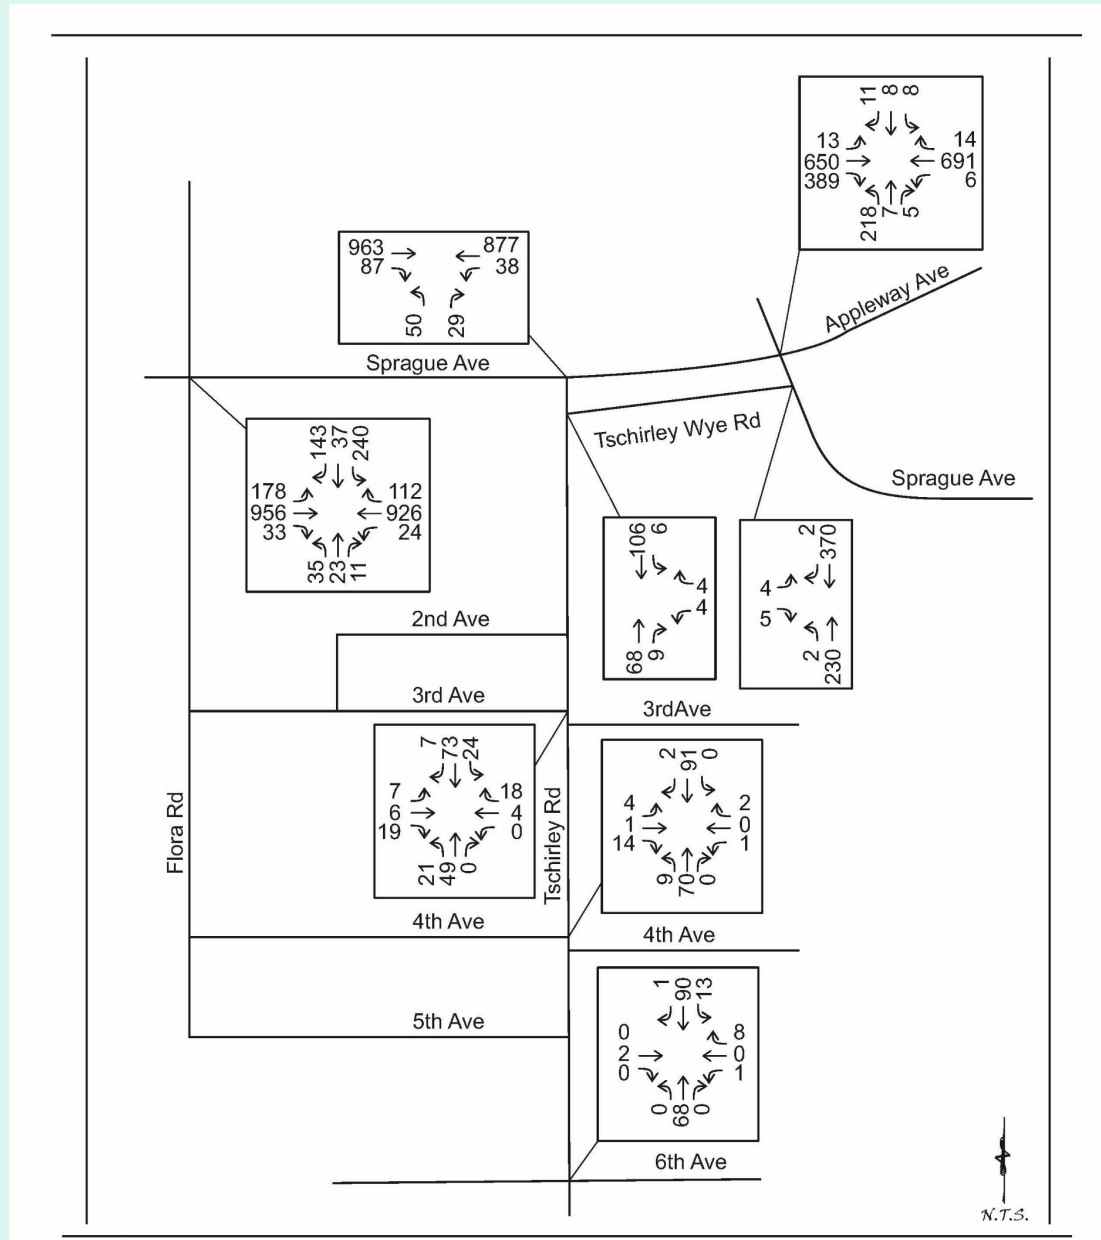 11 8 8
13 14
650 691
389 6
218 7 5
Appleway Ave
963 877
87 38
50 29
Sprague Ave
143 37 240
178 112
956 926
33 24
35 23 11
Tschirley Wye Rd
Sprague Ave
106 6
4
4
68 9
2 370
4
5
2 230
2nd Ave
3rd Ave
3rdAve
7 73 24
7 18
6 4
19 0
21 49 0
Flora Rd
Tschirley Rd
2 91 0
4 2
1 0
14 1
9 70 0
4th Ave
4th Ave
1 90 13
0 8
2 0
0 1
0 68 0
5th Ave
6th Ave
N.T.S.